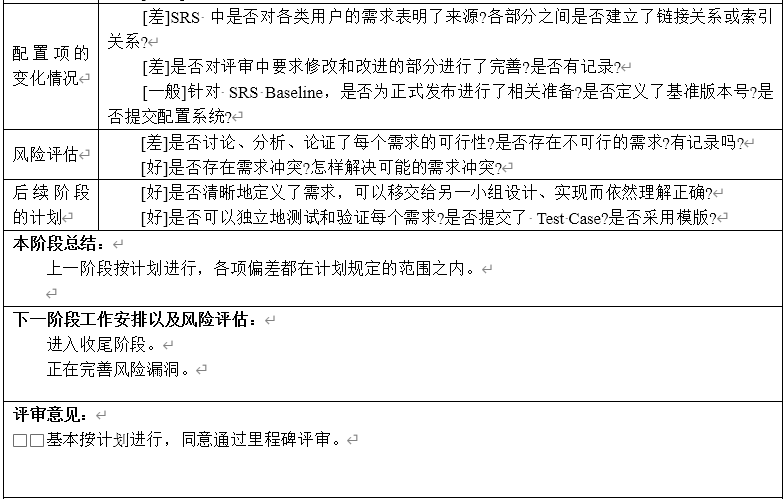 [差]SRS 中是否对各类用户的需求表明了来源?各部分之间是否建立了链接关系或索引
关系?
配置项的
变化情况
[差]是否对评审中要求修改和改进的部分进行了完善?是否有记录?
[一般]针对 SRS Baseline，是否为正式发布进行了相关准备?是否定义了基准版本号?是
否提交配置系统?
风险评估
[差]是否讨论、分析、论证了每个需求的可行性?是否存在不可行的需求?有记录吗?
[好]是否存在需求冲突?怎样解决可能的需求冲突?
后续阶段
的计划
[好]是否清晰地定义了需求，可以移交给另一小组设计、实现而依然理解正确?
[好]是否可以独立地测试和验证每个需求?是否提交了 Test Case?是否采用模版?
本阶段总结：
上一阶段按计划进行，各项偏差都在计划规定的范围之内。
下一阶段工作安排以及风险评估：
进入收尾阶段。
正在完善风险漏洞。
评审意见：
□□基本按计划进行，同意通过里程碑评审。